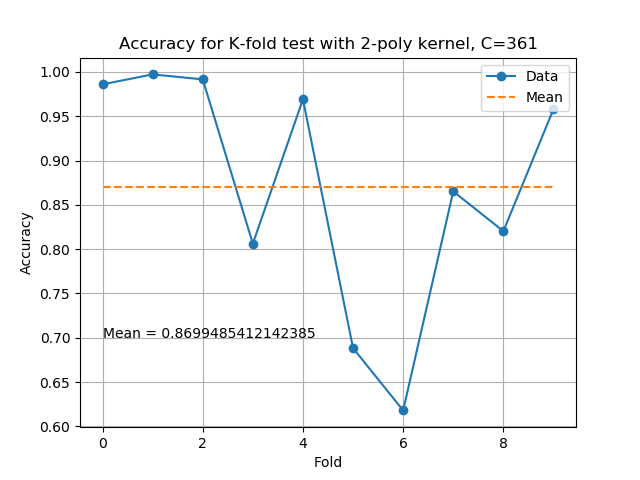 Accuracy for K-fold test with 2-poly kernel, C=361
Data
Mean
1.00
0.95
0.90
0.85
0.80
0.75
0.70
0.65
0.60
Accuracy
Mean = 0.8699485412142385
0 2 4 6 8
Fold